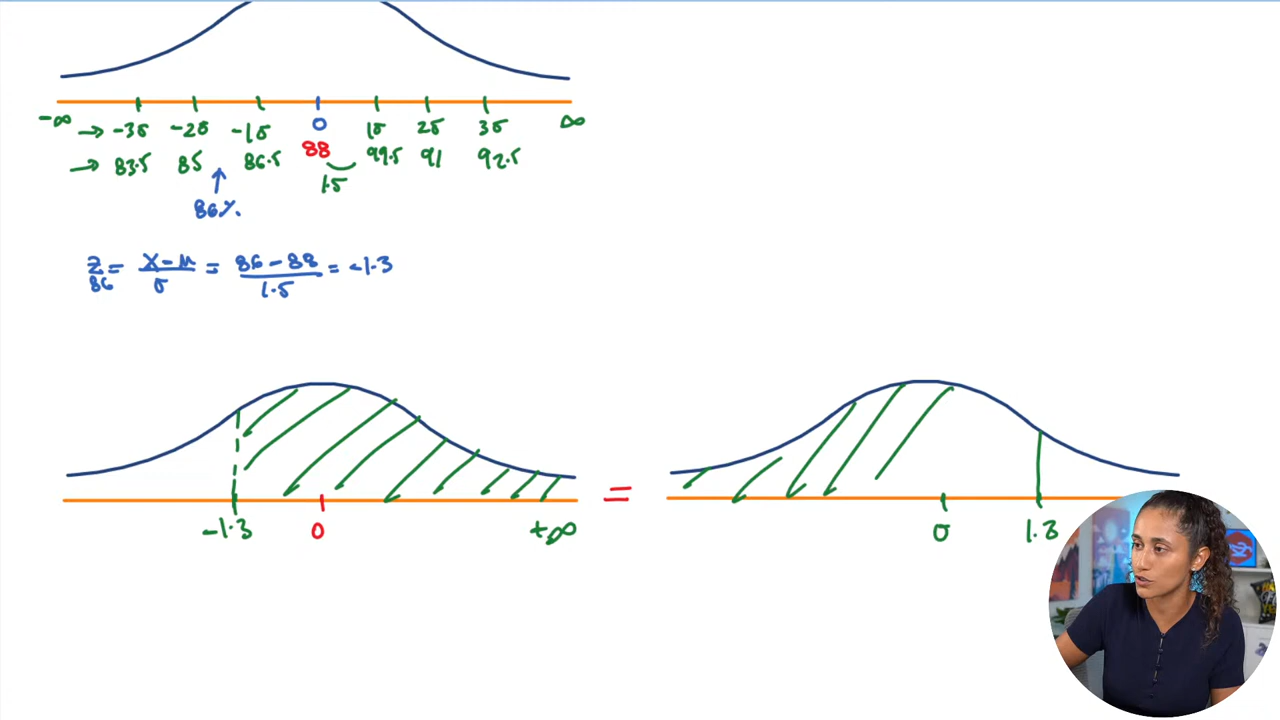 -∞ → -3σ -2σ -1σ 0 1σ 2σ 3σ ∞
→ 83.5 85 86.5 88 99.5 91 92.5
1.5
86%
z86 = X-μ/σ = 86-88/1.5 = -1.3
=
-1.3 0 +∞ 0 1.3